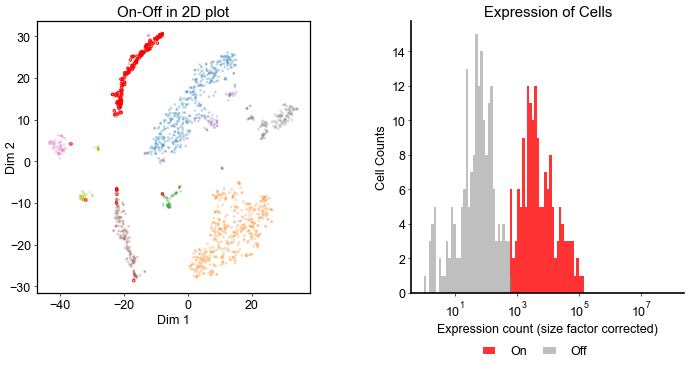 On-Off in 2D plot
30
20
10
0
−10
−20
−30
Dim 2
−40
−20
0
20
Dim 1
Expression of Cells
14
12
10
8
6
4
2
0
Cell Counts
10^1
10^3
10^5
10^7
Expression count (size factor corrected)
On
Off